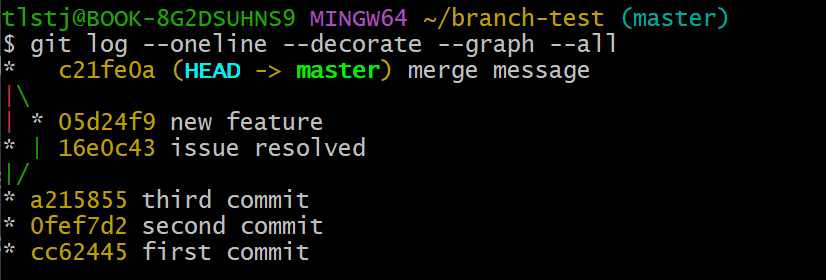 tlstj@BOOK-8G2DSUHNS9 MINGW64 ~/branch-test (master)
$ git log --oneline --decorate --graph --all
*   c21fe0a (HEAD -> master) merge message
|\
| * 05d24f9 new feature
* | 16e0c43 issue resolved
|/
* a215855 third commit
* 0fef7d2 second commit
* cc62445 first commit